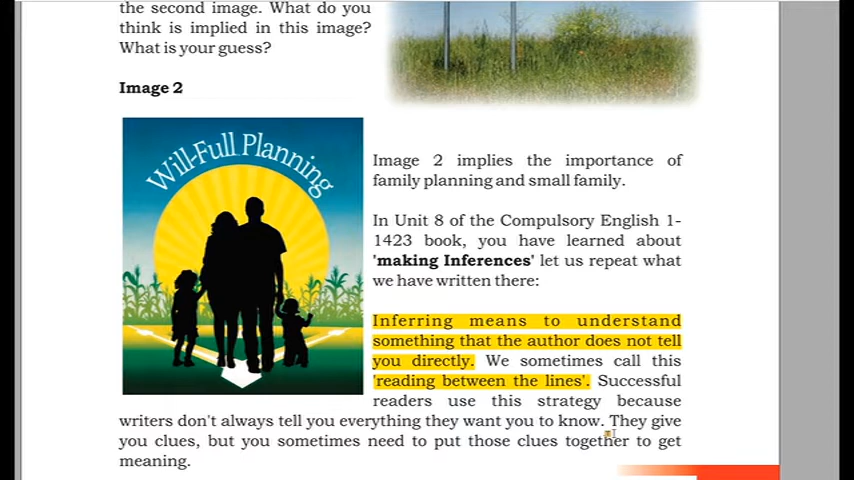 the second image. What do you
think is implied in this image?
What is your guess?
Image 2
Will-Full Planning
Image 2 implies the importance of
family planning and small family.
In Unit 8 of the Compulsory English 1-
1423 book, you have learned about
'making Inferences' let us repeat what
we have written there:
Inferring means to understand
something that the author does not tell
you directly. We sometimes call this
'reading between the lines'. Successful
readers use this strategy because
writers don't always tell you everything they want you to know. They give
you clues, but you sometimes need to put those clues together to get
meaning.